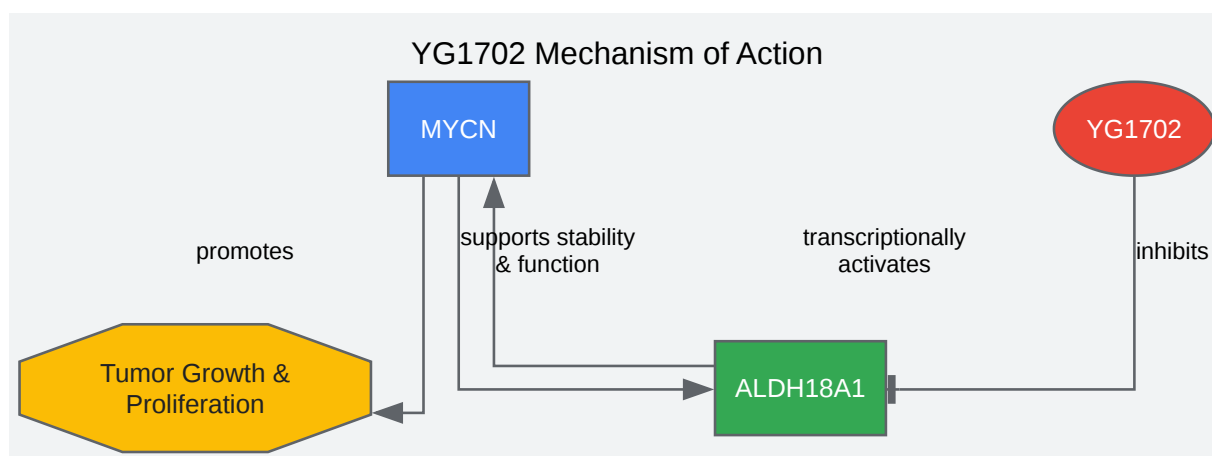 YG1702 Mechanism of Action
MYCN
YG1702
promotes
supports stability
& function
transcriptionally
activates
inhibits
Tumor Growth &
Proliferation
ALDH18A1